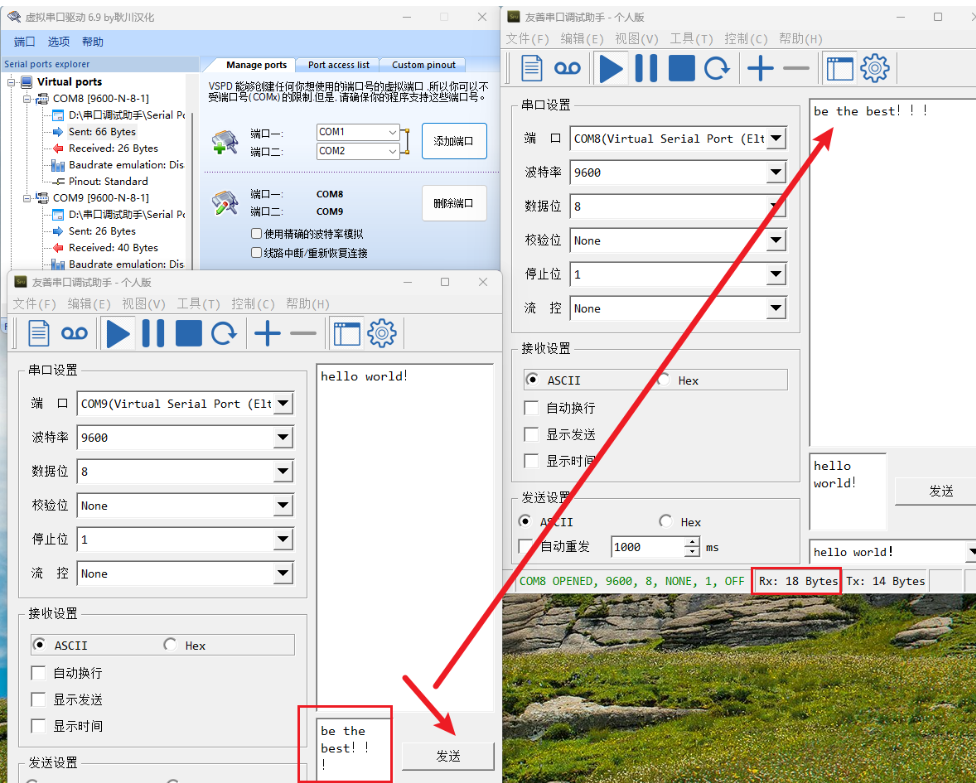 虚拟串口驱动 6.9 by耿川汉化
端口 选项 帮助
Serial ports explorer
Virtual ports
COM8 [9600-N-8-1]
D:\串口调试助手\Serial Po
Sent: 66 Bytes
Received: 26 Bytes
Baudrate emulation: Dis
Pinout: Standard
COM9 [9600-N-8-1]
D:\串口调试助手\Serial Po
Sent: 26 Bytes
Received: 40 Bytes
Baudrate emulation: Dis
Manage ports Port access list Custom pinout
VSPD 能够创建任何你想使用的端口号的虚拟端口,所以你可以不
受端口号(COMx)的限制,但是,请确保你的程序支持这些端口号。
端口一: COM1
端口二: COM2
添加端口
端口一: COM8
端口二: COM9
删除端口
使用精确的波特率模拟
线路中断/重新恢复连接
友善串口调试助手 - 个人版
文件(F) 编辑(E) 视图(V) 工具(T) 控制(C) 帮助(H)
串口设置
端 口 COM8(Virtual Serial Port (Elt
波特率 9600
数据位 8
校验位 None
停止位 1
流 控 None
接收设置
ASCII Hex
自动换行
显示发送
显示时间
发送设置
ASCII Hex
自动重发 1000 ms
be the best! ! !
hello
world!
发送
hello world!
COM8 OPENED, 9600, 8, NONE, 1, OFF Rx: 18 Bytes Tx: 14 Bytes
友善串口调试助手 - 个人版
文件(F) 编辑(E) 视图(V) 工具(T) 控制(C) 帮助(H)
串口设置
端 口 COM9(Virtual Serial Port (Elt
波特率 9600
数据位 8
校验位 None
停止位 1
流 控 None
接收设置
ASCII Hex
自动换行
显示发送
显示时间
发送设置
hello world!
be the
best! !
!
发送